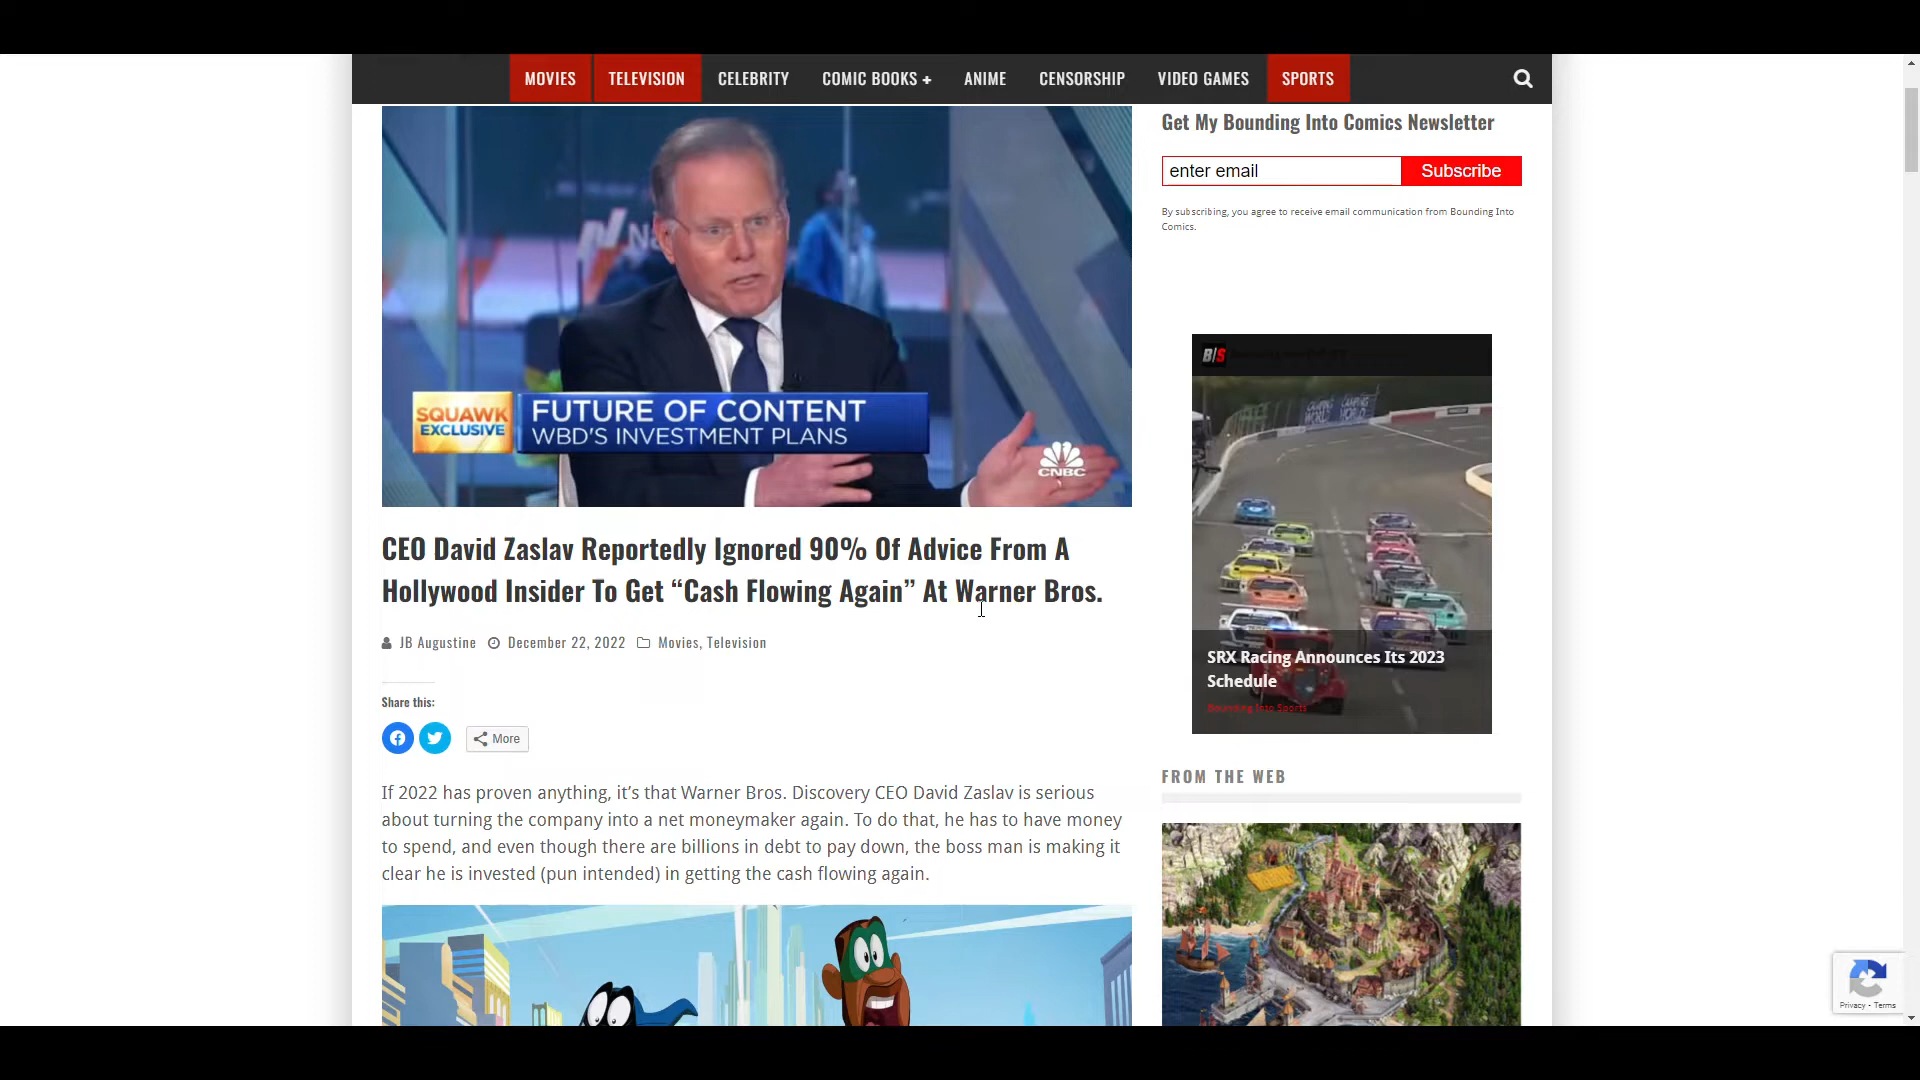 MOVIES TELEVISION CELEBRITY COMIC BOOKS + ANIME CENSORSHIP VIDEO GAMES SPORTS
SQUAWK
EXCLUSIVE
FUTURE OF CONTENT
WBD'S INVESTMENT PLANS
CNBC
CEO David Zaslav Reportedly Ignored 90% Of Advice From A
Hollywood Insider To Get “Cash Flowing Again” At Warner Bros.
JB Augustine December 22, 2022 Movies, Television
Share this:
More
If 2022 has proven anything, it’s that Warner Bros. Discovery CEO David Zaslav is serious
about turning the company into a net moneymaker again. To do that, he has to have money
to spend, and even though there are billions in debt to pay down, the boss man is making it
clear he is invested (pun intended) in getting the cash flowing again.
Get My Bounding Into Comics Newsletter
enter email Subscribe
By subscribing, you agree to receive email communication from Bounding Into
Comics.
B/S
CAMPING WORLD
SRX Racing Announces Its 2023
Schedule
Bounding Into Sports
FROM THE WEB
Privacy - Terms